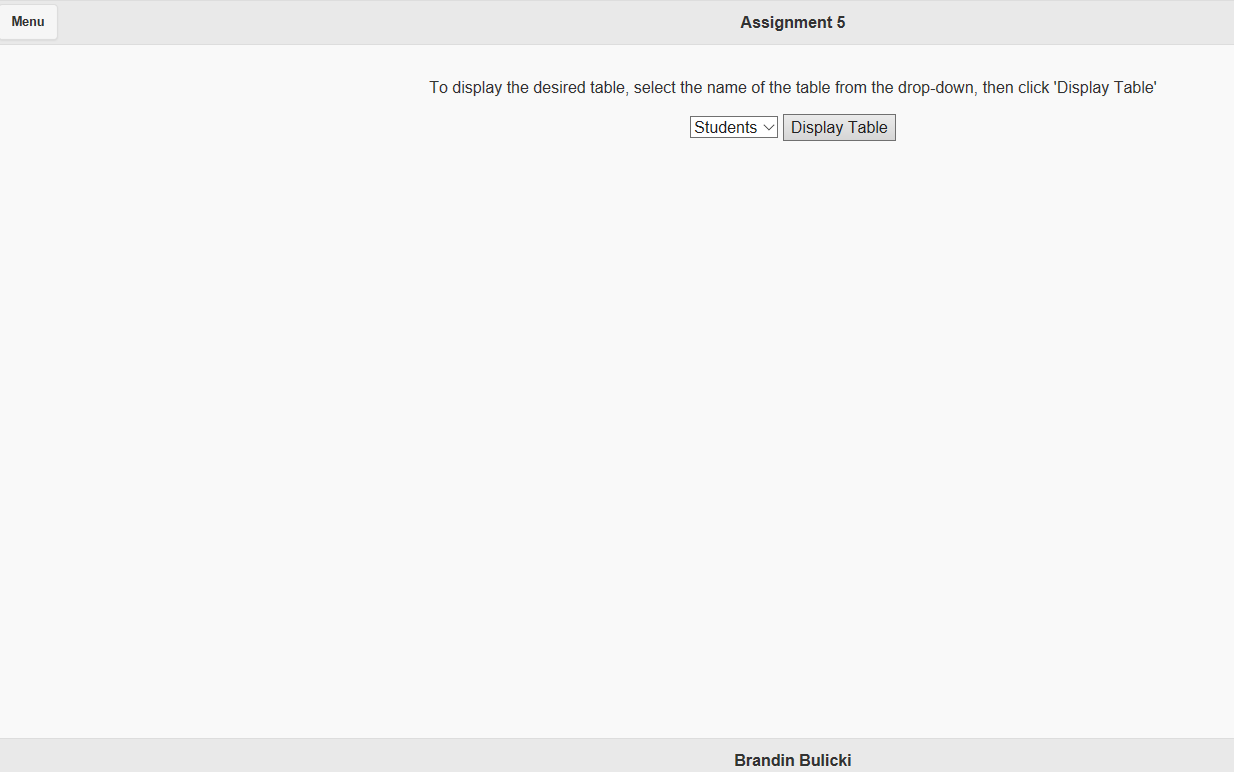 Menu
Assignment 5
To display the desired table, select the name of the table from the drop-down, then click 'Display Table'
Students
Display Table
Brandin Bulicki